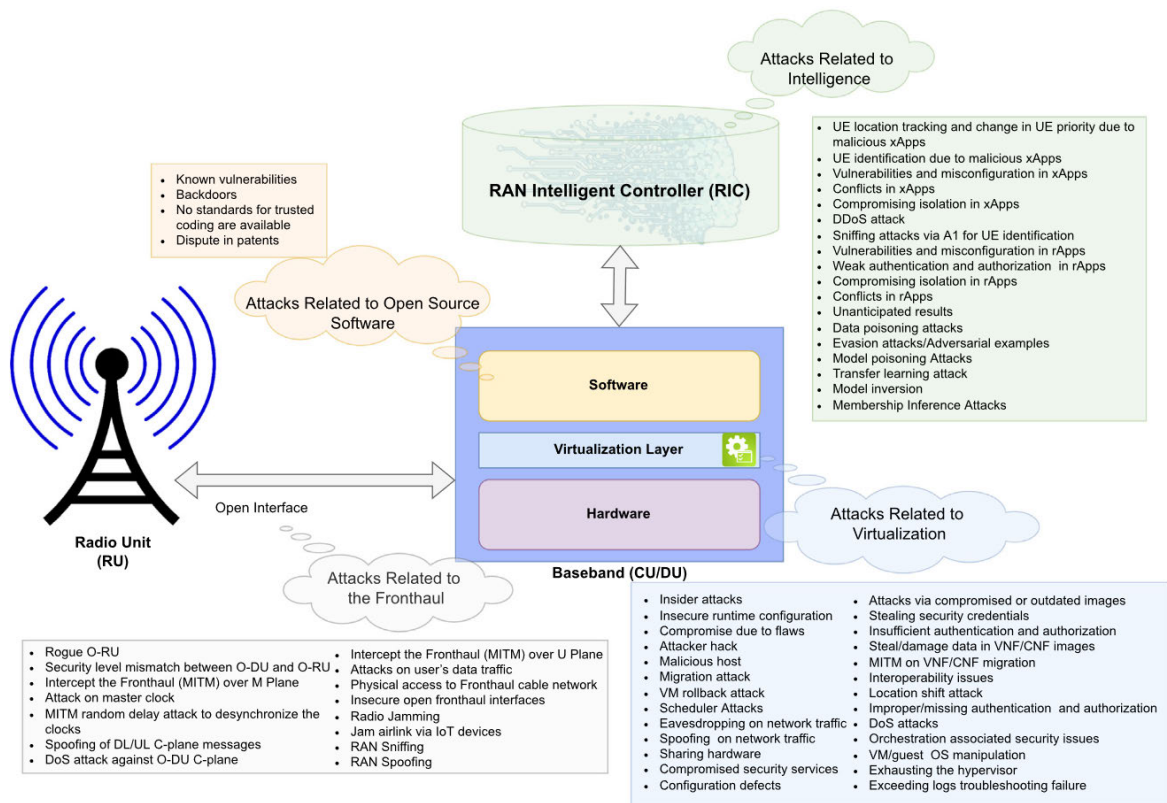 Attacks Related to
Intelligence
RAN Intelligent Controller (RIC)
• UE location tracking and change in UE priority due to
malicious xApps
• UE identification due to malicious xApps
• Vulnerabilities and misconfiguration in xApps
• Conflicts in xApps
• Compromising isolation in xApps
• DDoS attack
• Sniffing attacks via A1 for UE identification
• Vulnerabilities and misconfiguration in rApps
• Weak authentication and authorization in rApps
• Compromising isolation in rApps
• Conflicts in rApps
• Unanticipated results
• Data poisoning attacks
• Evasion attacks/Adversarial examples
• Model poisoning Attacks
• Transfer learning attack
• Model inversion
• Membership Inference Attacks
• Known vulnerabilities
• Backdoors
• No standards for trusted
coding are available
• Dispute in patents
Attacks Related to Open Source
Software
Software
Virtualization Layer
Hardware
Baseband (CU/DU)
Open Interface
Radio Unit
(RU)
Attacks Related to
Virtualization
Attacks Related to
the Fronthaul
• Rogue O-RU
• Security level mismatch between O-DU and O-RU
• Intercept the Fronthaul (MITM) over M Plane
• Attack on master clock
• MITM random delay attack to desynchronize the
clocks
• Spoofing of DL/UL C-plane messages
• DoS attack against O-DU C-plane
• Intercept the Fronthaul (MITM) over U Plane
• Attacks on user's data traffic
• Physical access to Fronthaul cable network
• Insecure open fronthaul interfaces
• Radio Jamming
• Jam airlink via IoT devices
• RAN Sniffing
• RAN Spoofing
• Insider attacks
• Insecure runtime configuration
• Compromise due to flaws
• Attacker hack
• Malicious host
• Migration attack
• VM rollback attack
• Scheduler Attacks
• Eavesdropping on network traffic
• Spoofing on network traffic
• Sharing hardware
• Compromised security services
• Configuration defects
• Attacks via compromised or outdated images
• Stealing security credentials
• Insufficient authentication and authorization
• Steal/damage data in VNF/CNF images
• MITM on VNF/CNF migration
• Interoperability issues
• Location shift attack
• Improper/missing authentication and authorization
• DoS attacks
• Orchestration associated security issues
• VM/guest OS manipulation
• Exhausting the hypervisor
• Exceeding logs troubleshooting failure